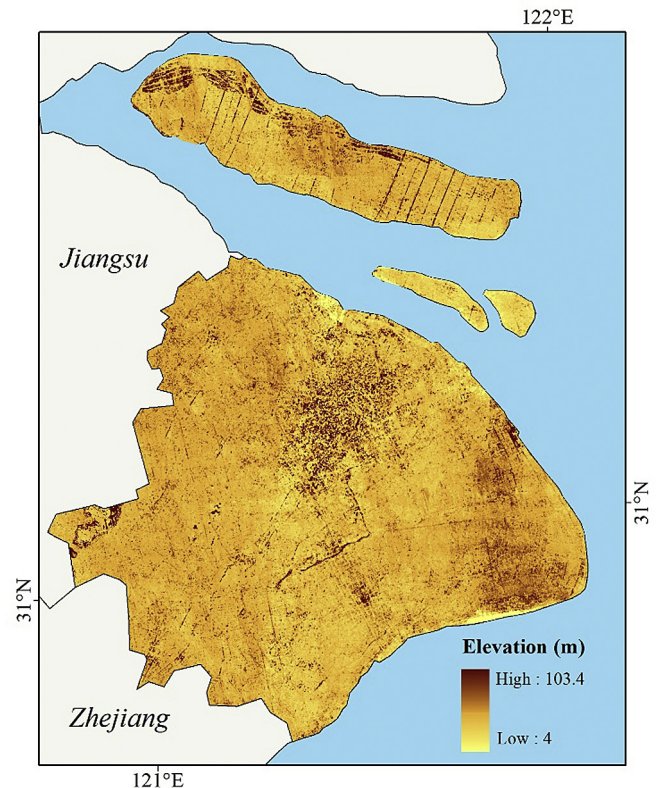 122°E
Jiangsu
31°N
31°N
Elevation (m)
High : 103.4
Low : 4
Zhejiang
121°E